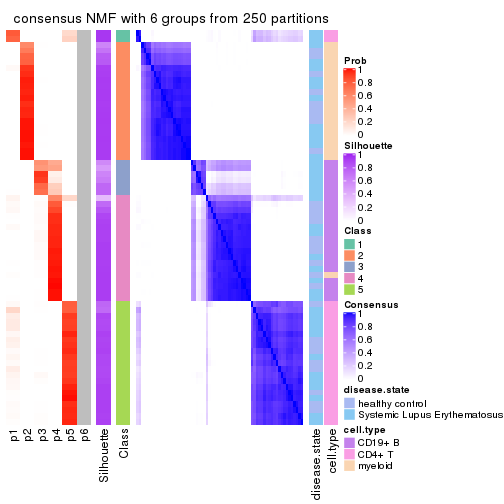 consensus NMF with 6 groups from 250 partitions
p1
p2
p3
p4
p5
p6
Silhouette
Class
disease.state
cell.type
Prob
1
0.8
0.6
0.4
0.2
0
Silhouette
1
0.8
0.6
0.4
0.2
0
Class
1
2
3
4
5
Consensus
1
0.8
0.6
0.4
0.2
0
disease.state
healthy control
Systemic Lupus Erythematosus
cell.type
CD19+ B
CD4+ T
myeloid